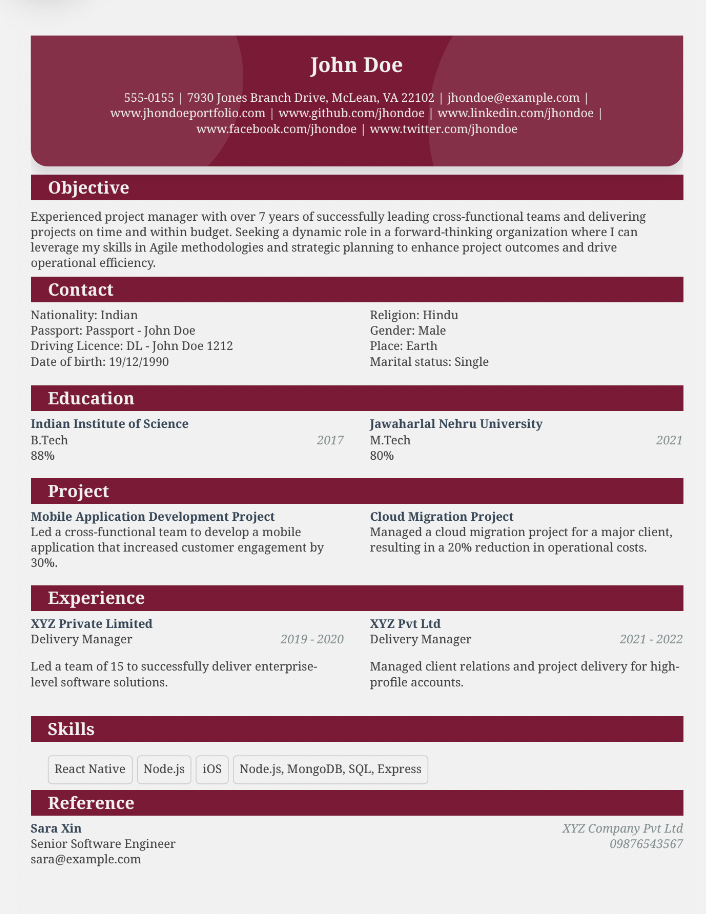 John Doe
555-0155 | 7930 Jones Branch Drive, McLean, VA 22102 | jhondoe@example.com |
www.jhondoeportfolio.com | www.github.com/jhondoe | www.linkedin.com/jhondoe |
www.facebook.com/jhondoe | www.twitter.com/jhondoe
Objective
Experienced project manager with over 7 years of successfully leading cross-functional teams and delivering
projects on time and within budget. Seeking a dynamic role in a forward-thinking organization where I can
leverage my skills in Agile methodologies and strategic planning to enhance project outcomes and drive
operational efficiency.
Contact
Nationality: Indian
Passport: Passport - John Doe
Driving Licence: DL - John Doe 1212
Date of birth: 19/12/1990
Religion: Hindu
Gender: Male
Place: Earth
Marital status: Single
Education
Indian Institute of Science
B.Tech 2017
88%
Jawaharlal Nehru University
M.Tech 2021
80%
Project
Mobile Application Development Project
Led a cross-functional team to develop a mobile
application that increased customer engagement by
30%.
Cloud Migration Project
Managed a cloud migration project for a major client,
resulting in a 20% reduction in operational costs.
Experience
XYZ Private Limited
Delivery Manager 2019 - 2020
Led a team of 15 to successfully deliver enterprise-
level software solutions.
XYZ Pvt Ltd
Delivery Manager 2021 - 2022
Managed client relations and project delivery for high-
profile accounts.
Skills
React Native Node.js iOS Node.js, MongoDB, SQL, Express
Reference
Sara Xin XYZ Company Pvt Ltd
Senior Software Engineer 09876543567
sara@example.com